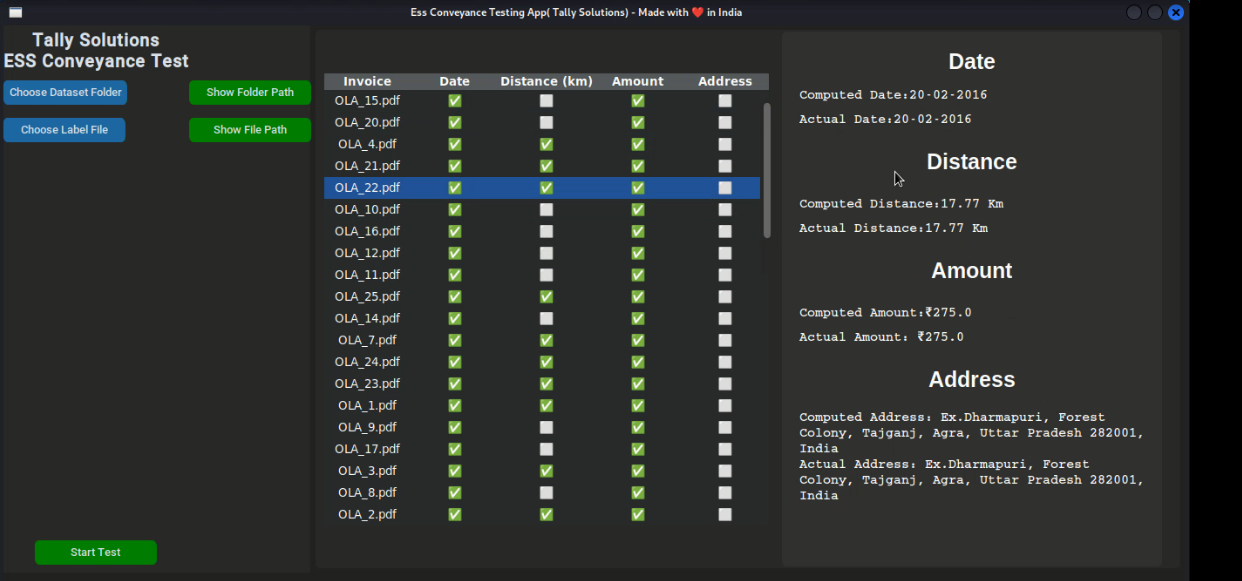 Ess Conveyance Testing App( Tally Solutions) - Made with ❤️ in India
Tally Solutions
ESS Conveyance Test
Choose Dataset Folder
Show Folder Path
Choose Label File
Show File Path
Start Test
Invoice Date Distance (km) Amount Address
OLA_15.pdf ✅ ⬜ ✅ ⬜
OLA_20.pdf ✅ ⬜ ✅ ⬜
OLA_4.pdf ✅ ✅ ✅ ⬜
OLA_21.pdf ✅ ✅ ✅ ⬜
OLA_22.pdf ✅ ✅ ✅ ⬜
OLA_10.pdf ✅ ⬜ ✅ ⬜
OLA_16.pdf ✅ ⬜ ✅ ⬜
OLA_12.pdf ✅ ⬜ ✅ ⬜
OLA_11.pdf ✅ ⬜ ✅ ⬜
OLA_25.pdf ✅ ✅ ✅ ⬜
OLA_14.pdf ✅ ⬜ ✅ ⬜
OLA_7.pdf ✅ ✅ ✅ ⬜
OLA_24.pdf ✅ ✅ ✅ ⬜
OLA_23.pdf ✅ ✅ ✅ ⬜
OLA_1.pdf ✅ ✅ ✅ ⬜
OLA_9.pdf ✅ ⬜ ✅ ⬜
OLA_17.pdf ✅ ⬜ ✅ ⬜
OLA_3.pdf ✅ ✅ ✅ ⬜
OLA_8.pdf ✅ ⬜ ✅ ⬜
OLA_2.pdf ✅ ✅ ✅ ⬜
Date
Computed Date:20-02-2016
Actual Date:20-02-2016
Distance
Computed Distance:17.77 Km
Actual Distance:17.77 Km
Amount
Computed Amount:₹275.0
Actual Amount: ₹275.0
Address
Computed Address: Ex.Dharmapuri, Forest
Colony, Tajganj, Agra, Uttar Pradesh 282001,
India
Actual Address: Ex.Dharmapuri, Forest
Colony, Tajganj, Agra, Uttar Pradesh 282001,
India